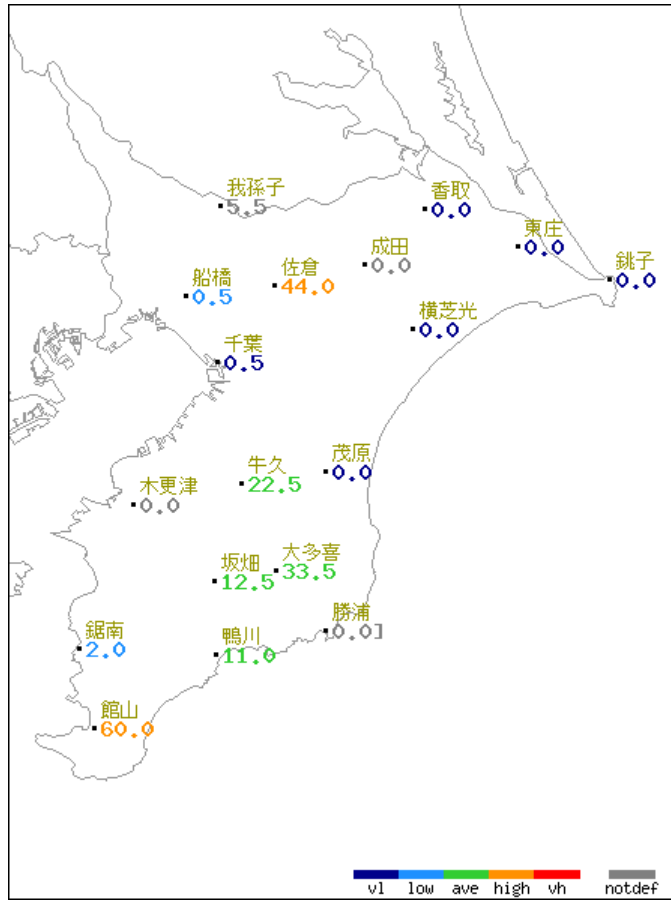 我孫子
5.5
香取
0.0
東庄
0.0
成田
0.0
銚子
0.0
船橋
0.5
佐倉
44.0
横芝光
0.0
千葉
0.5
茂原
0.0
牛久
22.5
木更津
0.0
大多喜
33.5
坂畑
12.5
勝浦
0.0]
鋸南
2.0
鴨川
11.0
館山
60.0
vl low ave high vh notdef